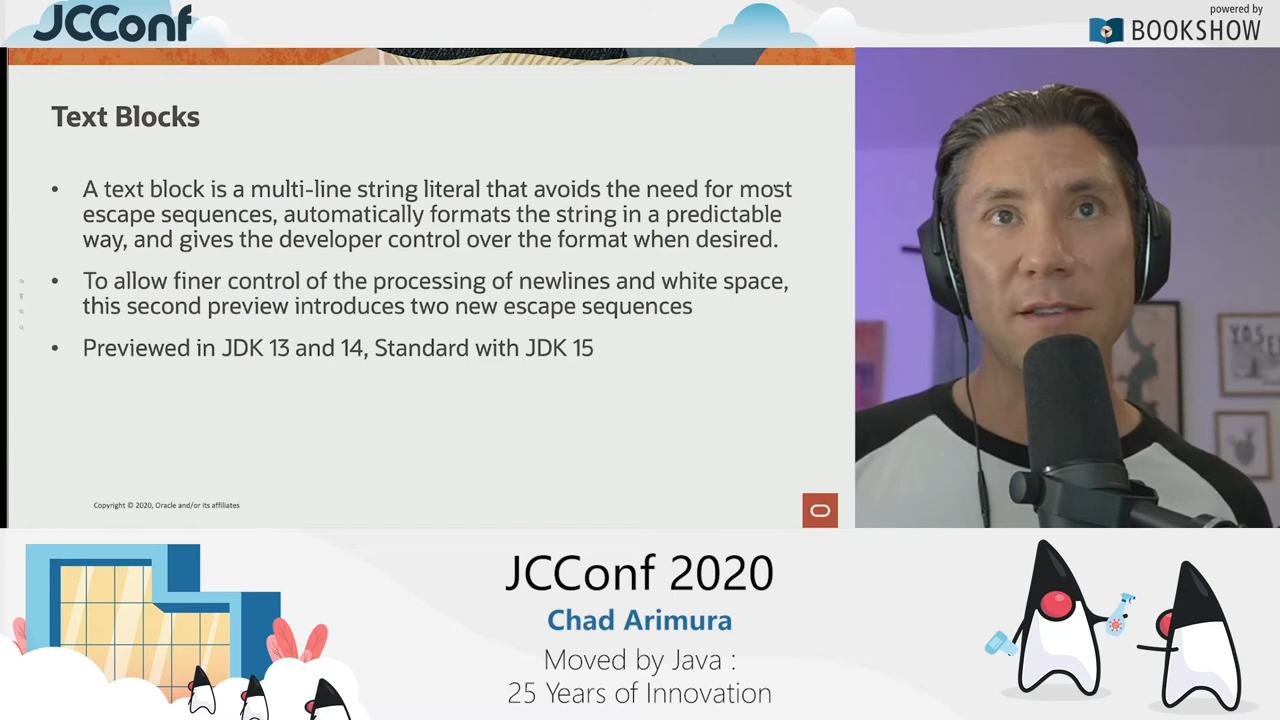 JCConf
powered by
BOOKSHOW
Text Blocks
• A text block is a multi-line string literal that avoids the need for most
escape sequences, automatically formats the string in a predictable
way, and gives the developer control over the format when desired.
• To allow finer control of the processing of newlines and white space,
this second preview introduces two new escape sequences
• Previewed in JDK 13 and 14, Standard with JDK 15
Copyright © 2020, Oracle and/or its affiliates
JCConf 2020
Chad Arimura
Moved by Java :
25 Years of Innovation